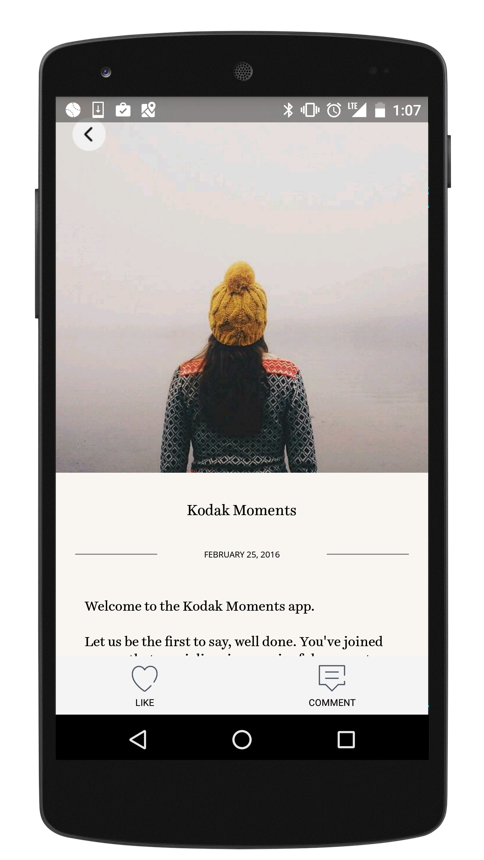 LTE 1:07
Kodak Moments
FEBRUARY 25, 2016
Welcome to the Kodak Moments app.
Let us be the first to say, well done. You've joined
LIKE COMMENT